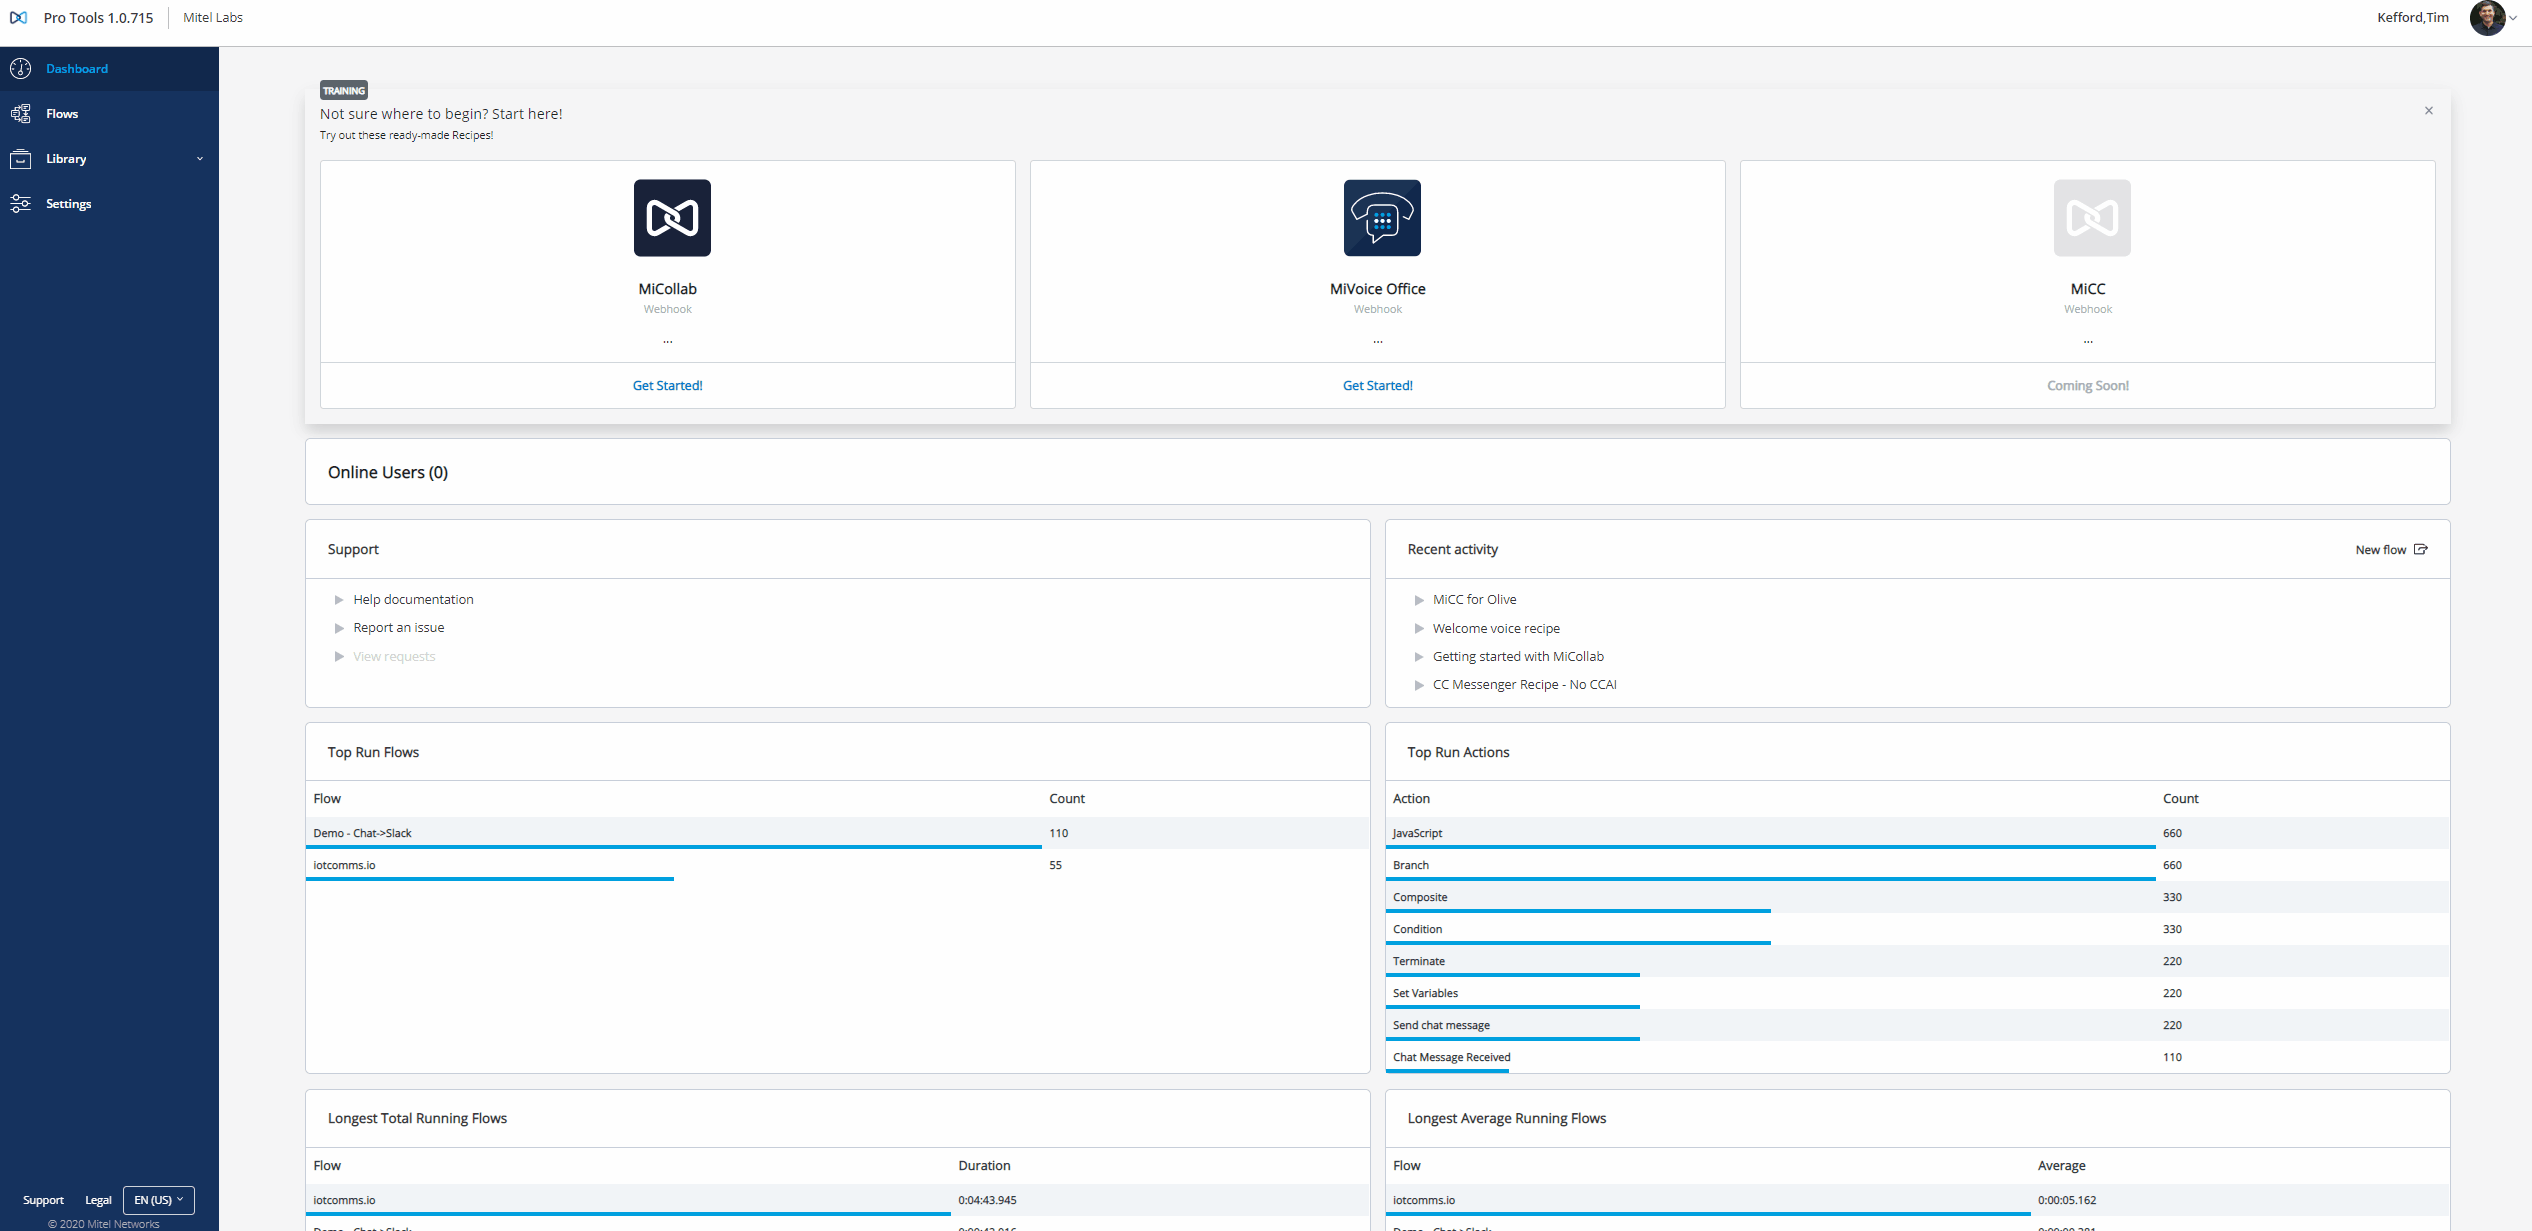 Pro Tools 1.0.715
Mitel Labs
Kefford,Tim
Dashboard
Flows
Library
Settings
TRAINING
Not sure where to begin? Start here!
Try out these ready-made Recipes!
MiCollab
Webhook
...
Get Started!
MiVoice Office
Webhook
...
Get Started!
MiCC
Webhook
...
Coming Soon!
Online Users (0)
Support
Help documentation
Report an issue
View requests
Recent activity
New flow
MiCC for Olive
Welcome voice recipe
Getting started with MiCollab
CC Messenger Recipe - No CCAI
Top Run Flows
Flow Count
Demo - Chat->Slack 110
iotcomms.io 55
Top Run Actions
Action Count
JavaScript 660
Branch 660
Composite 330
Condition 330
Terminate 220
Set Variables 220
Send chat message 220
Chat Message Received 110
Longest Total Running Flows
Flow Duration
iotcomms.io 0:04:43.945
Longest Average Running Flows
Flow Average
iotcomms.io 0:00:05.162
Support
Legal
EN (US)
© 2020 Mitel Networks